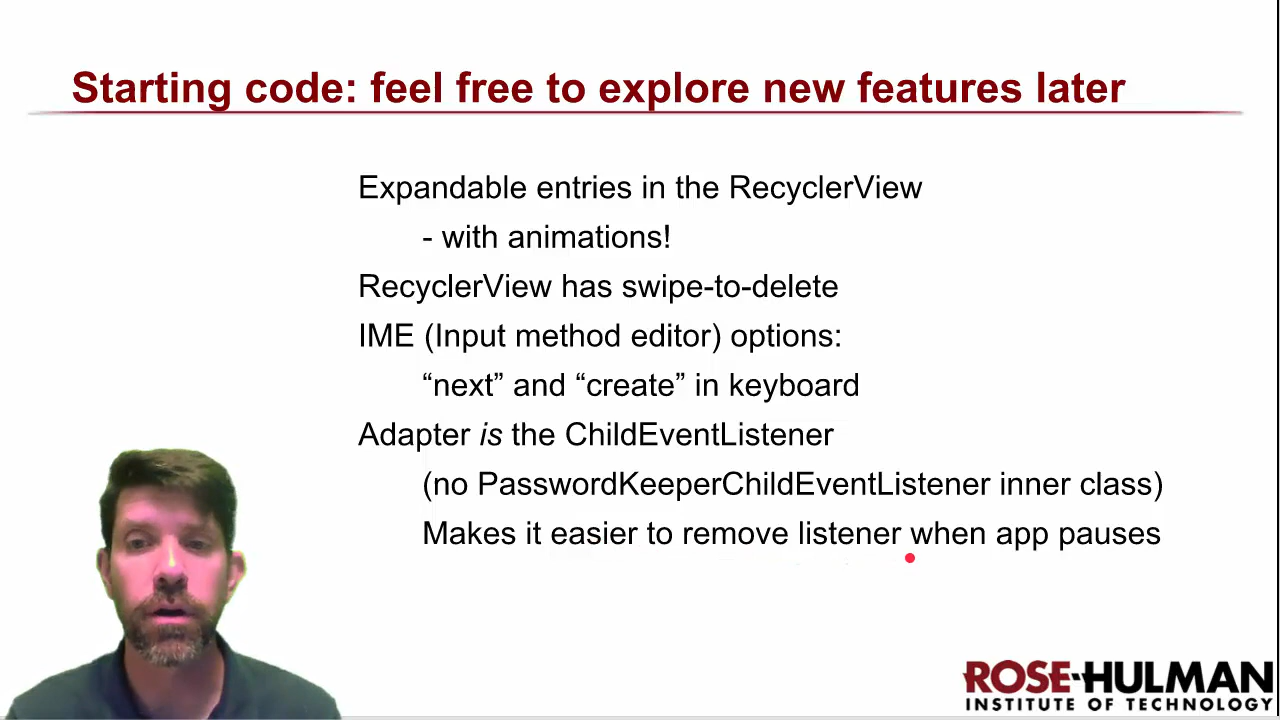 Starting code: feel free to explore new features later
Expandable entries in the RecyclerView
- with animations!
RecyclerView has swipe-to-delete
IME (Input method editor) options:
“next” and “create” in keyboard
Adapter is the ChildEventListener
(no PasswordKeeperChildEventListener inner class)
Makes it easier to remove listener when app pauses
ROSE-HULMAN
INSTITUTE OF TECHNOLOGY